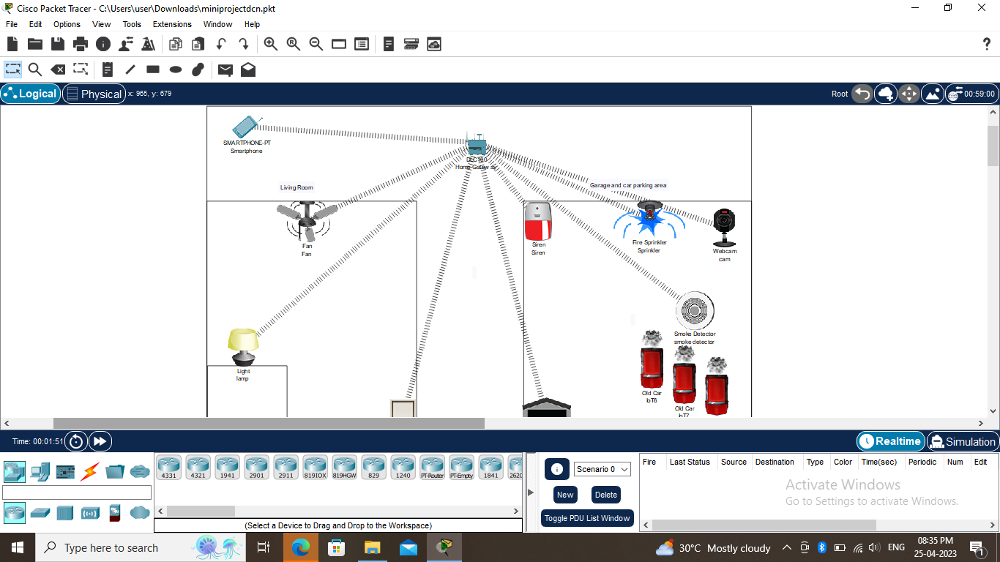 Cisco Packet Tracer - C:\Users\user\Downloads\miniprojectdcn.pkt
File Edit Options View Tools Extensions Window Help
Logical Physical x: 965, y: 679 Root 00:59:00
SMARTPHONE-PT
Smartphone
DLC100
Home Gateway
Living Room
Garage and car parking area
Fan
Fan
Siren
Siren
Fire Sprinkler
Sprinkler
Webcam
cam
Smoke Detector
smoke detector
Light
lamp
Old Car
IoT6
Old Car
IoT7
Time: 00:01:51 Realtime Simulation
4331 4321 1941 2901 2911 819IOX 819HGW 829 1240 PT-Router PT-Empty 1841 2620
(Select a Device to Drag and Drop to the Workspace)
Scenario 0
New Delete
Toggle PDU List Window
Fire Last Status Source Destination Type Color Time(sec) Periodic Num Edit
Activate Windows
Go to Settings to activate Windows.
Type here to search
30°C Mostly cloudy ENG 08:35 PM
25-04-2023
1